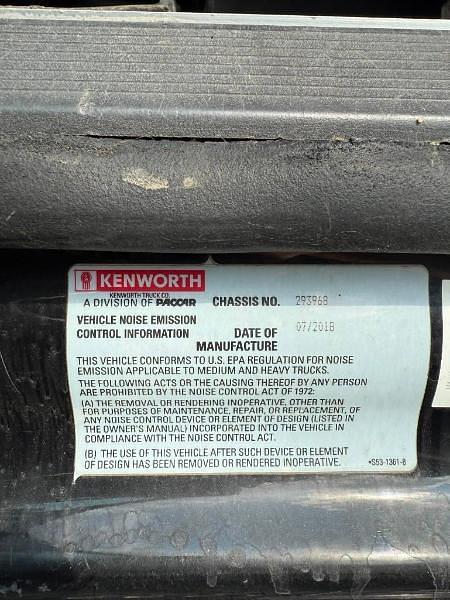 KENWORTH
KENWORTH TRUCK CO.
A DIVISION OF PACCAR CHASSIS NO. 293968
VEHICLE NOISE EMISSION 07/2018
CONTROL INFORMATION DATE OF
MANUFACTURE
THIS VEHICLE CONFORMS TO U.S. EPA REGULATION FOR NOISE
EMISSION APPLICABLE TO MEDIUM AND HEAVY TRUCKS.
THE FOLLOWING ACTS OR THE CAUSING THEREOF BY ANY PERSON
ARE PROHIBITED BY THE NOISE CONTROL ACT OF 1972:
(A) THE REMOVAL OR RENDERING INOPERATIVE, OTHER THAN
FOR PURPOSES OF MAINTENANCE, REPAIR, OR REPLACEMENT, OF
ANY NOISE CONTROL DEVICE OR ELEMENT OF DESIGN (LISTED IN
THE OWNER'S MANUAL) INCORPORATED INTO THE VEHICLE IN
COMPLIANCE WITH THE NOISE CONTROL ACT.
(B) THE USE OF THIS VEHICLE AFTER SUCH DEVICE OR ELEMENT
OF DESIGN HAS BEEN REMOVED OR RENDERED INOPERATIVE. •S53-1361-B